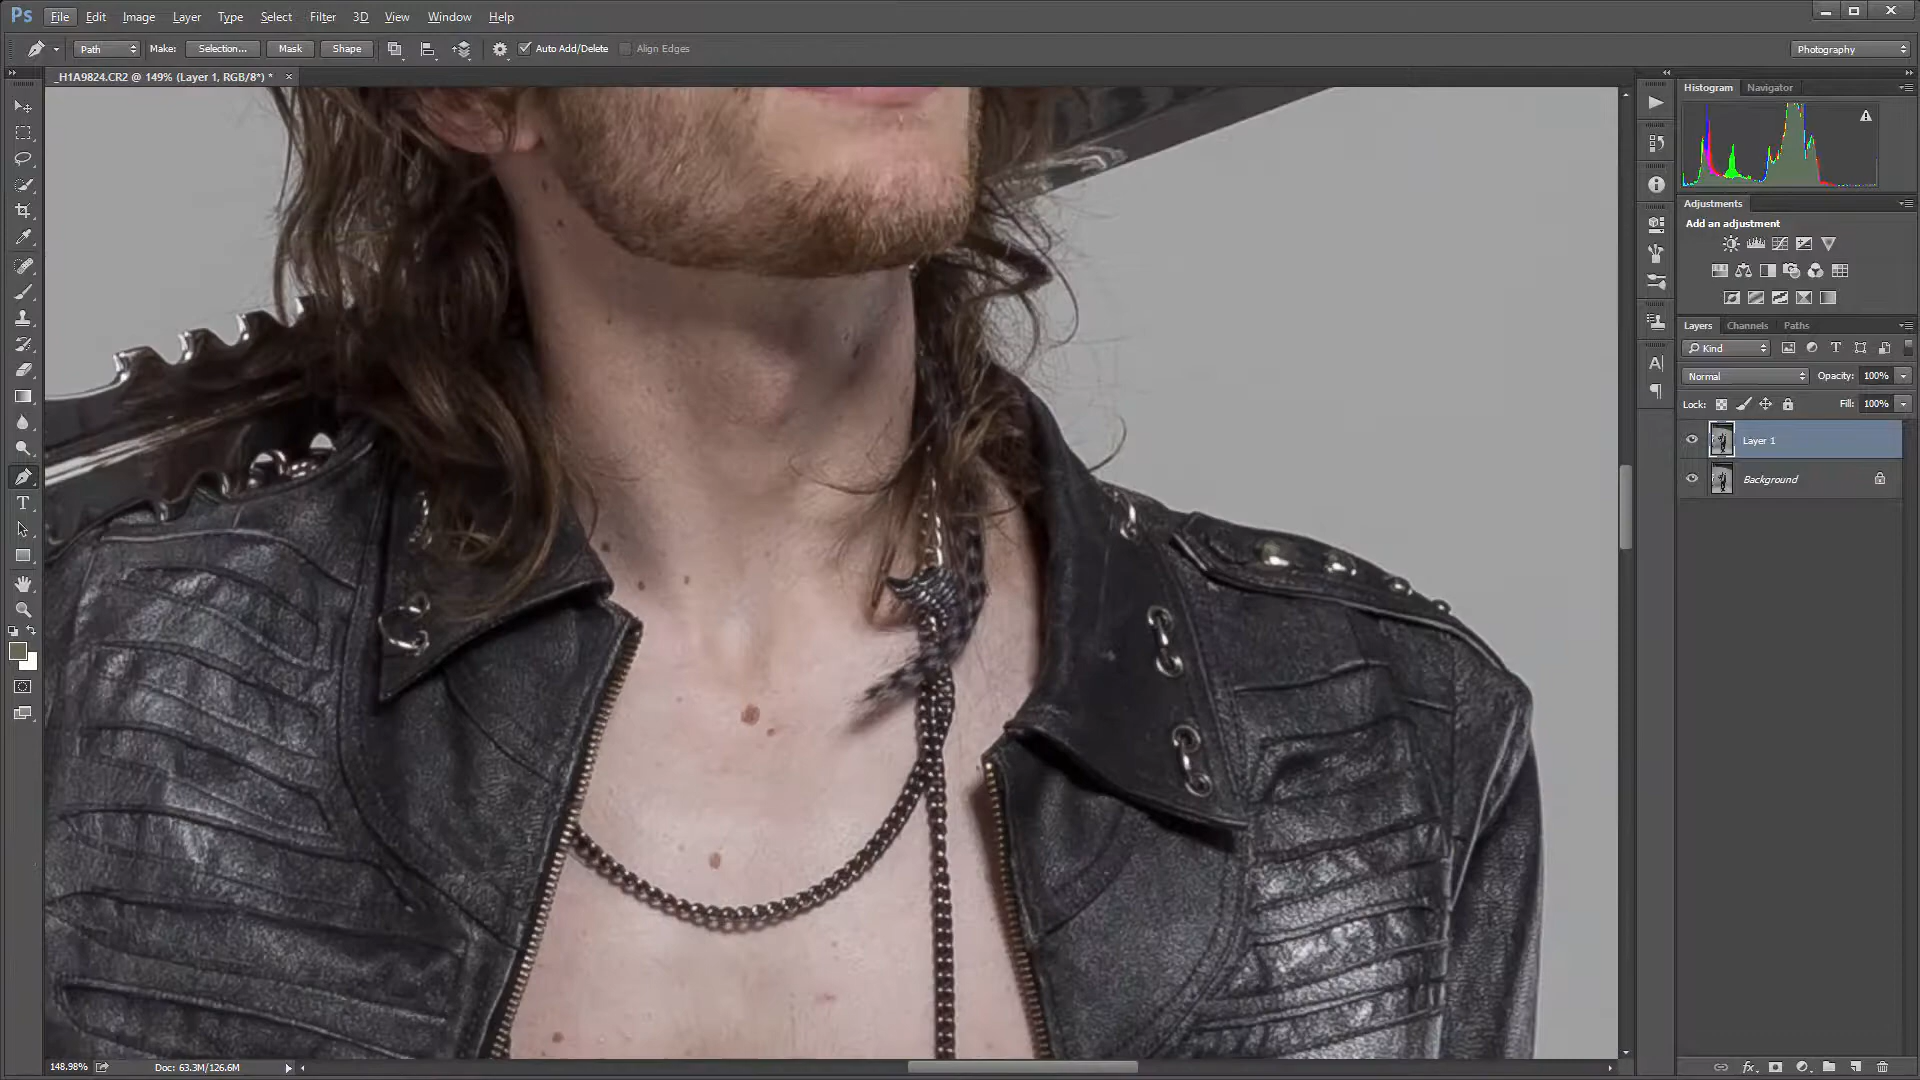 Ps File Edit Image Layer Type Select Filter 3D View Window Help
Path Make: Selection... Mask Shape Auto Add/Delete Align Edges Photography
_H1A9824.CR2 @ 149% (Layer 1, RGB/8*) *
Histogram Navigator
Adjustments
Add an adjustment
Layers Channels Paths
Kind
Normal Opacity: 100%
Lock: Fill: 100%
Layer 1
Background
148.98% Doc: 63.3M/126.6M